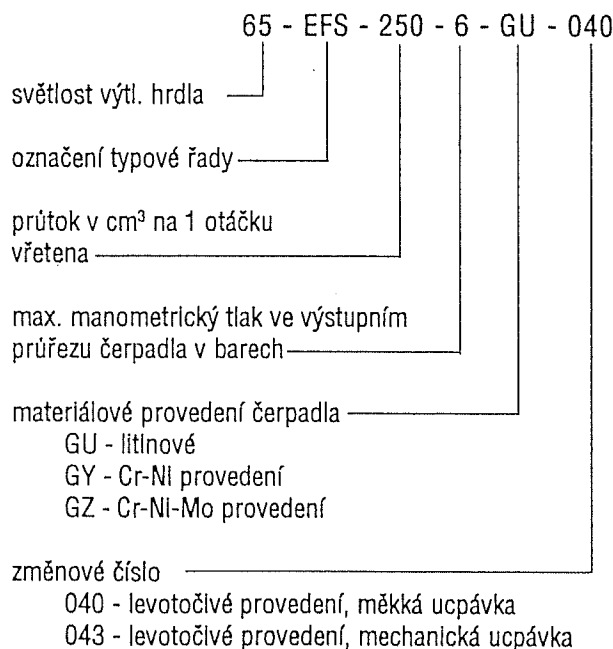 65 - EFS - 250 - 6 - GU - 040
světlost výtl. hrdla
označení typové řady
průtok v cm³ na 1 otáčku
vřetena
max. manometrický tlak ve výstupním
průřezu čerpadla v barech
materiálové provedení čerpadla
GU - litinové
GY - Cr-Ni provedení
GZ - Cr-Ni-Mo provedení
změnové číslo
040 - levotočivé provedení, měkká ucpávka
043 - levotočivé provedení, mechanická ucpávka